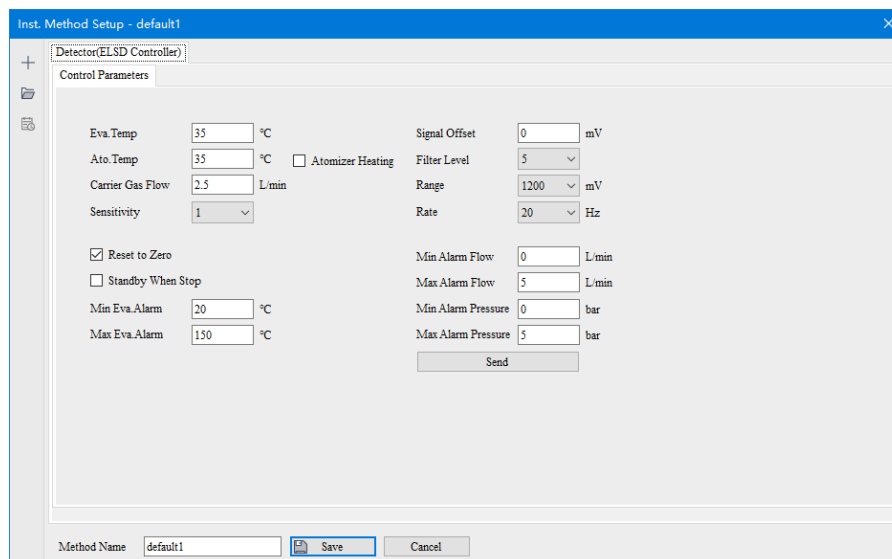 Inst. Method Setup - default1
Detector(ELSD Controller)
Control Parameters
Eva.Temp 35 °C Signal Offset 0 mV
Ato.Temp 35 °C Atomizer Heating Filter Level 5
Carrier Gas Flow 2.5 L/min Range 1200 mV
Sensitivity 1 Rate 20 Hz
Reset to Zero Min Alarm Flow 0 L/min
Standby When Stop Max Alarm Flow 5 L/min
Min Eva.Alarm 20 °C Min Alarm Pressure 0 bar
Max Eva.Alarm 150 °C Max Alarm Pressure 5 bar
Send
Method Name default1 Save Cancel